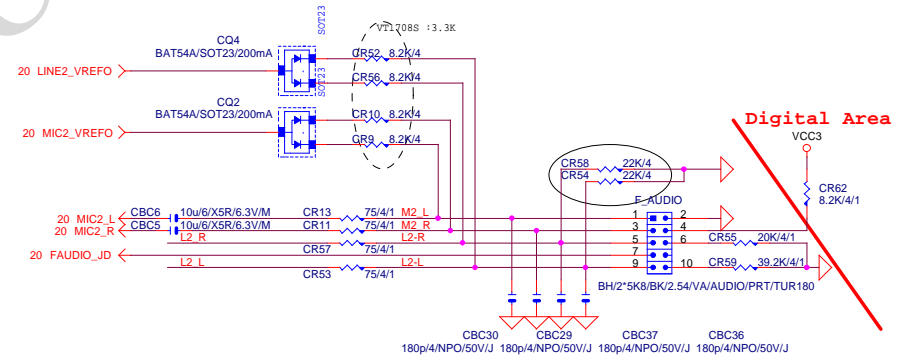 VT1708S :3.3K
SOT23
CQ4
BAT54A/SOT23/200mA
CR52 8.2K/4
20 LINE2_VREFO
CR56 8.2K/4
SOT23
CQ2
BAT54A/SOT23/200mA
CR10 8.2K/4
20 MIC2_VREFO
CR9 8.2K/4
Digital Area
VCC3
CR58 22K/4
CR54 22K/4
CR62
8.2K/4/1
F_AUDIO
20 MIC2_L CBC6 10u/6/X5R/6.3V/M CR13 75/4/1 M2_L 1 2
20 MIC2_R CBC5 10u/6/X5R/6.3V/M CR11 75/4/1 M2_R 3 4
L2_R L2-R 5 6 CR55 20K/4/1
20 FAUDIO_JD CR57 75/4/1 7
L2_L L2-L 9 10 CR59 39.2K/4/1
CR53 75/4/1
BH/2*5K8/BK/2.54/VA/AUDIO/PRT/TUR180
CBC30 CBC29 CBC37 CBC36
180p/4/NPO/50V/J 180p/4/NPO/50V/J 180p/4/NPO/50V/J 180p/4/NPO/50V/J